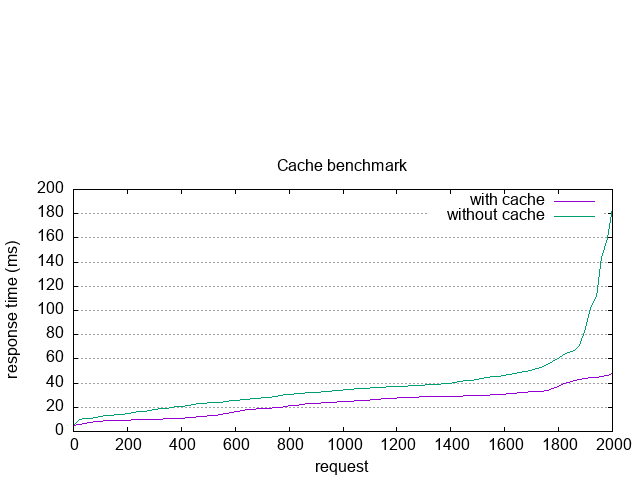 Cache benchmark
200
180
160
140
120
100
80
60
40
20
0
response time (ms)
with cache
without cache
0 200 400 600 800 1000 1200 1400 1600 1800 2000
request